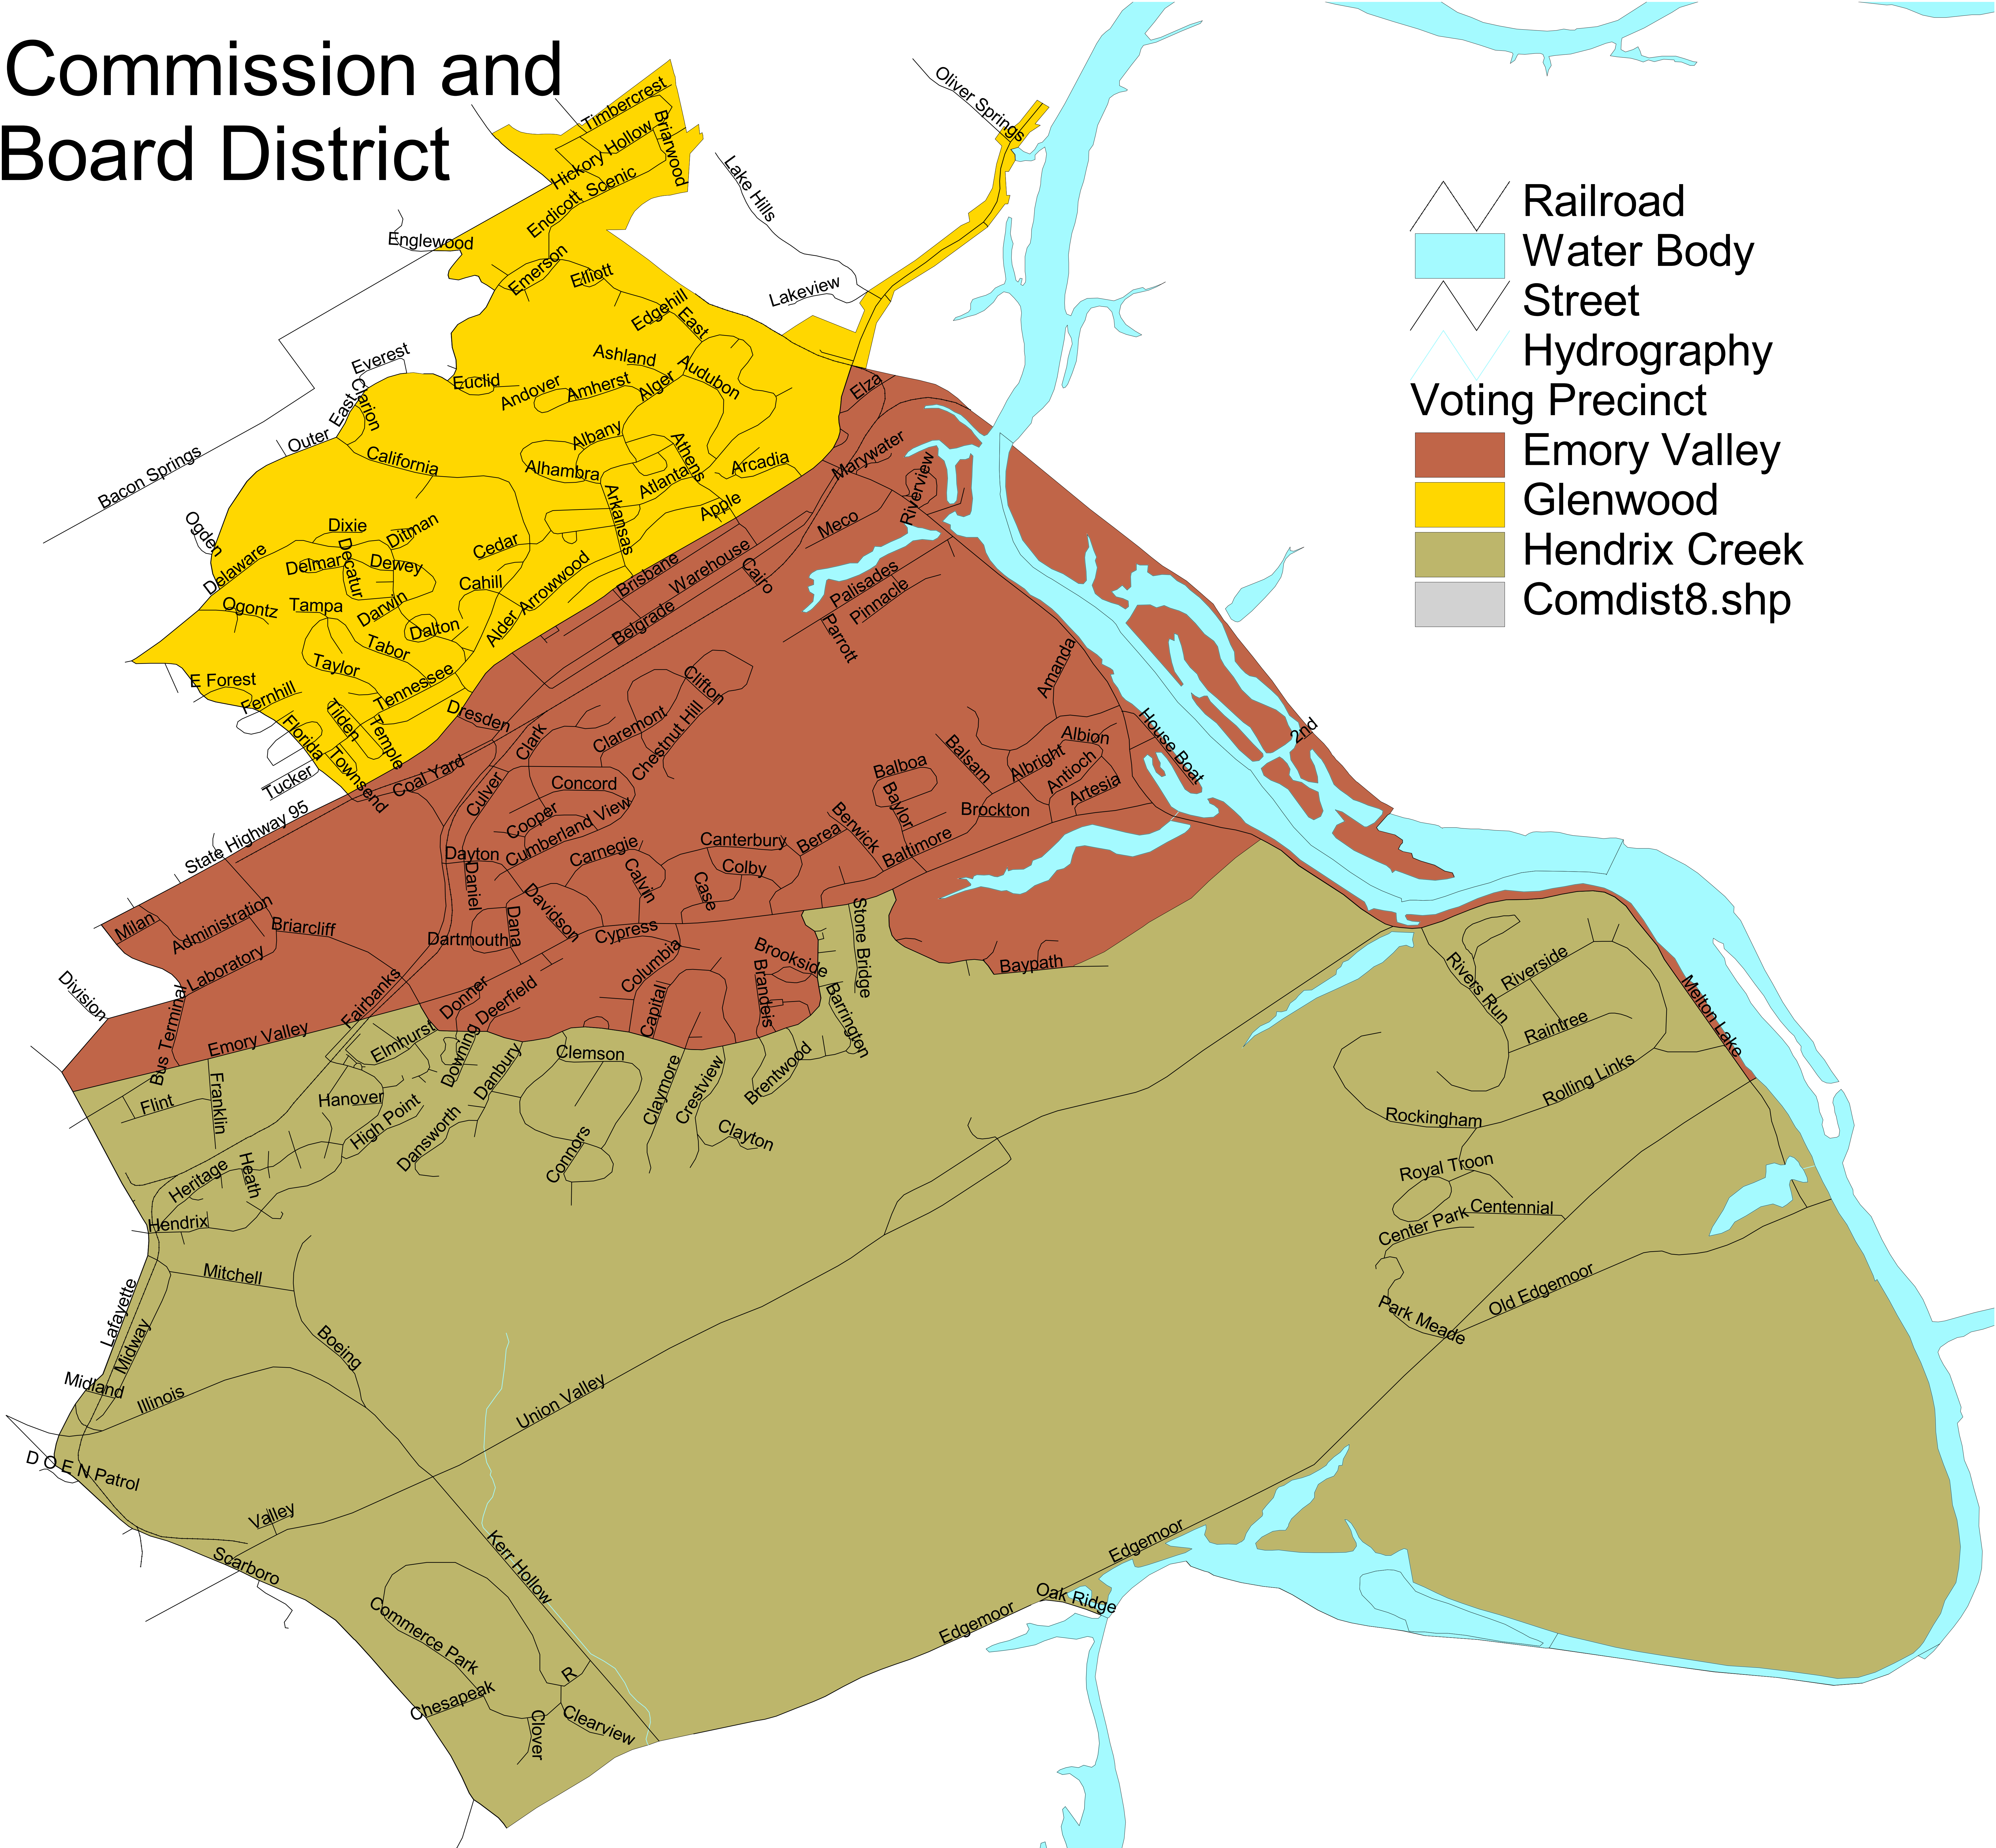 Commission and
Board District
Railroad
Water Body
Street
Hydrography
Voting Precinct
Emory Valley
Glenwood
Hendrix Creek
Comdist8.shp
Oliver Springs
Timbercrest
Briarwood
Hickory Hollow
Scenic
Endicott
Lake Hills
Englewood
Emerson
Elliott
Lakeview
Edgehill
East
Everest
Ashland
Audubon
Euclid
Andover
Amherst
Alger
Elza
Clarion
East
Outer
California
Albany
Athens
Alhambra
Atlanta
Arcadia
Marywater
Riverview
Bacon Springs
Arkansas
Apple
Meco
Ogden
Dixie
Ditman
Cedar
Delaware
Delmar
Decatur
Dewey
Cahill
Arrowwood
Brisbane
Warehouse
Cairo
Palisades
Pinnacle
Ogontz
Tampa
Darwin
Dalton
Alder
Belgrade
Parrott
Tabor
Taylor
Tennessee
E Forest
Fernhill
Florida
Tilden
Temple
Townsend
Tucker
Dresden
Clark
Claremont
Clifton
Chestnut Hill
Amanda
House Boat
2nd
Coal Yard
Culver
Concord
Cooper
Cumberland View
Balboa
Baylor
Balsam
Albright
Albion
Antioch
Artesia
Brockton
State Highway 95
Dayton
Daniel
Carnegie
Calvin
Canterbury
Colby
Case
Berea
Berwick
Baltimore
Milan
Administration
Briarcliff
Laboratory
Dartmouth
Dana
Davidson
Cypress
Columbia
Brookside
Brandeis
Stone Bridge
Barrington
Baypath
Division
Bus Terminal
Emory Valley
Fairbanks
Donner
Deerfield
Capital
Rivers Run
Riverside
Raintree
Melton Lake
Elmhurst
Downing
Danbury
Clemson
Claymore
Crestview
Brentwood
Clayton
Flint
Franklin
Hanover
High Point
Dansworth
Connors
Rolling Links
Rockingham
Heritage
Heath
Hendrix
Royal Troon
Center Park
Centennial
Mitchell
Lafayette
Midway
Boeing
Park Meade
Old Edgemoor
Midland
Illinois
Union Valley
D O E N Patrol
Valley
Scarboro
Kerr Hollow
Edgemoor
Oak Ridge
Edgemoor
Commerce Park
R
Chesapeak
Clover
Clearview